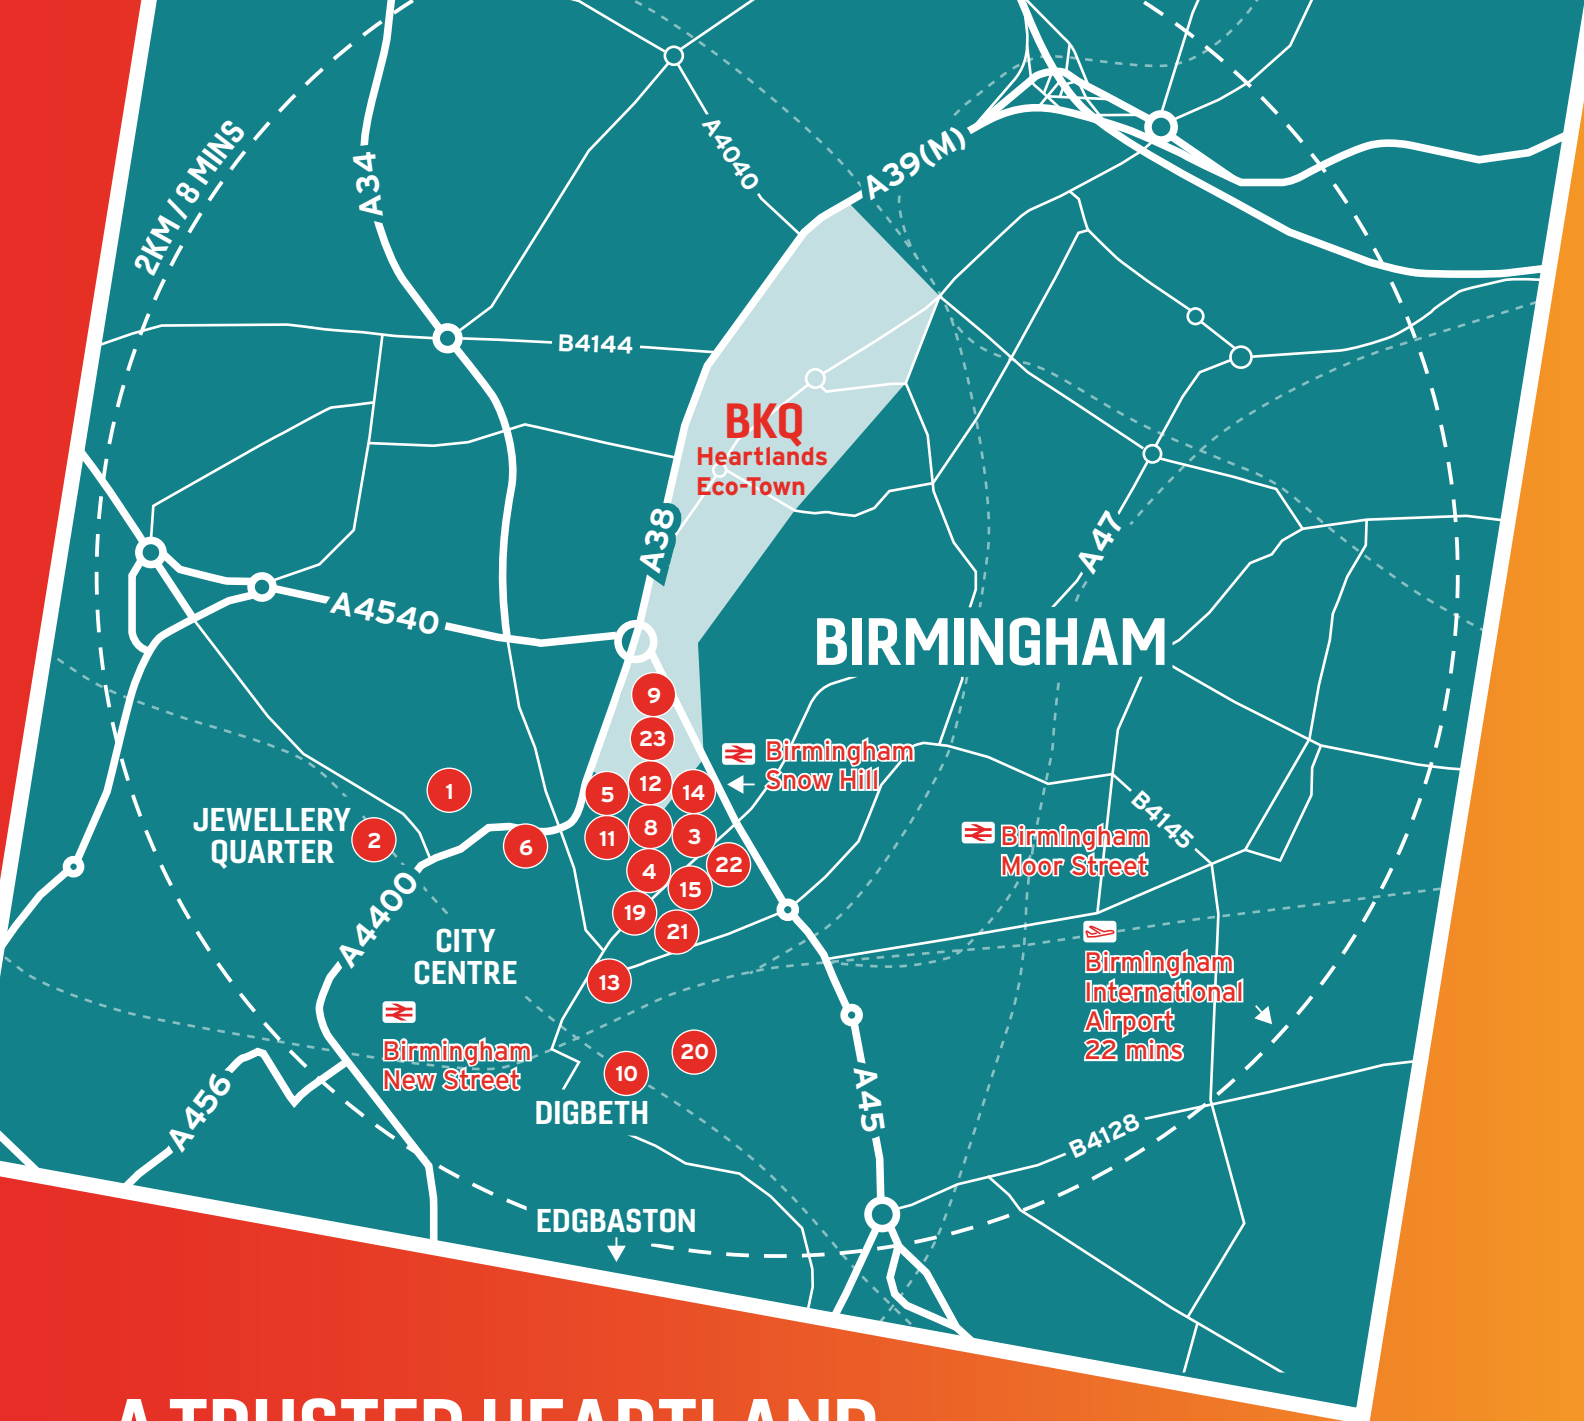 A34
A4040
A39(M)
2KM / 8 MINS
B4144
BKQ
Heartlands
Eco-Town
A38
A47
A4540
BIRMINGHAM
9
23
12
5
14
Birmingham
Snow Hill
1
JEWELLERY
QUARTER
2
6
11
8
3
22
4
15
19
21
13
B4145
Birmingham
Moor Street
A4400
CITY
CENTRE
Birmingham
International
Airport
22 mins
Birmingham
New Street
20
10
DIGBETH
A456
A45
B4128
EDGBASTON
A TRUSTED HEARTLAND